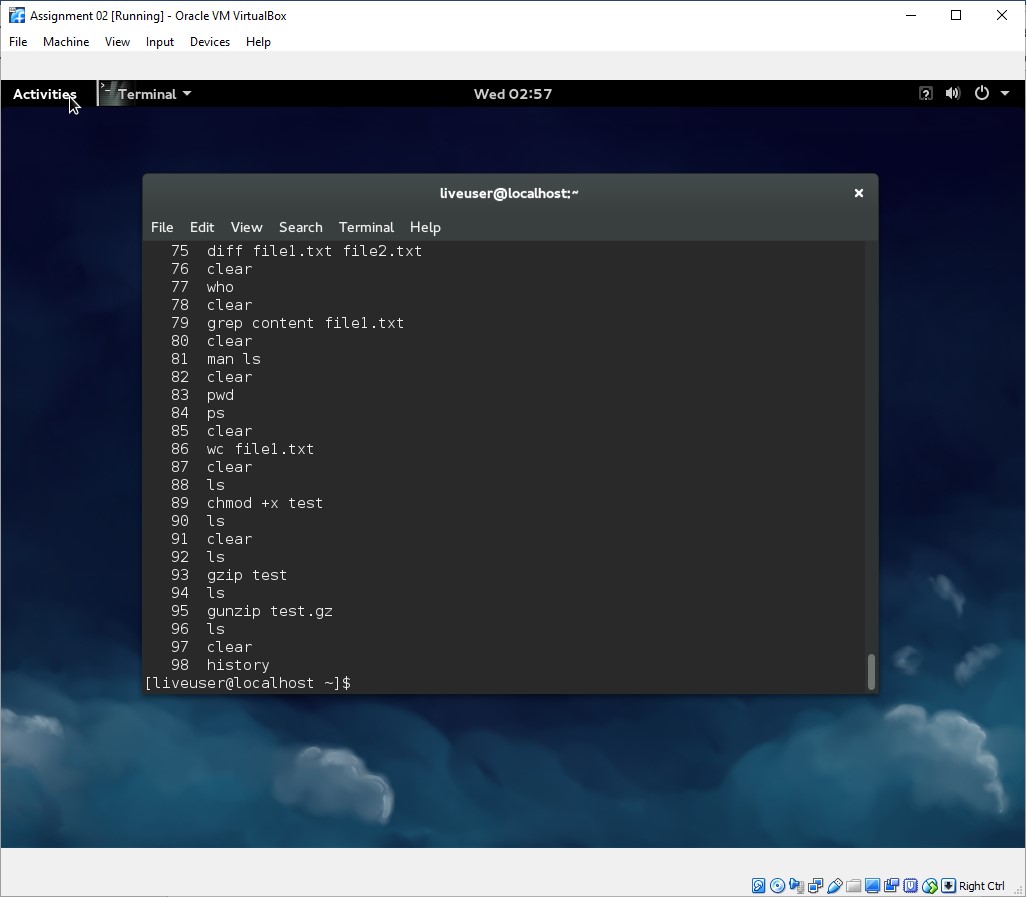 Assignment 02 [Running] - Oracle VM VirtualBox
File Machine View Input Devices Help
Activities >_ Terminal Wed 02:57 ?
liveuser@localhost:~ ×
File Edit View Search Terminal Help
75 diff file1.txt file2.txt
76 clear
77 who
78 clear
79 grep content file1.txt
80 clear
81 man ls
82 clear
83 pwd
84 ps
85 clear
86 wc file1.txt
87 clear
88 ls
89 chmod +x test
90 ls
91 clear
92 ls
93 gzip test
94 ls
95 gunzip test.gz
96 ls
97 clear
98 history
[liveuser@localhost ~]$
Right Ctrl